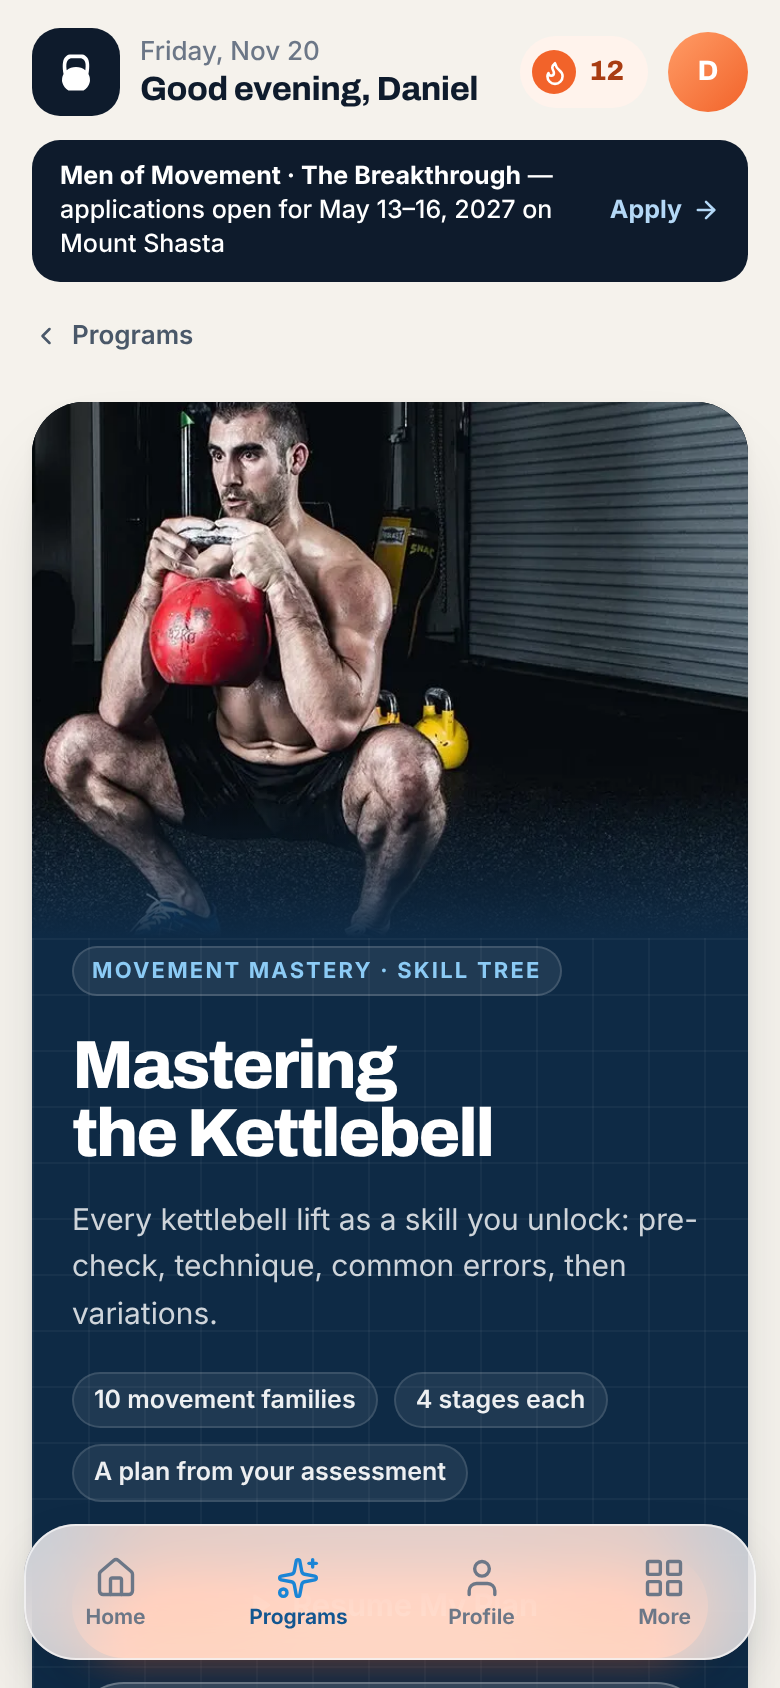 Friday, Nov 20
Good evening, Daniel
12
D
Men of Movement · The Breakthrough —
applications open for May 13–16, 2027 on
Mount Shasta
Apply
Programs
MOVEMENT MASTERY · SKILL TREE
Mastering
the Kettlebell
Every kettlebell lift as a skill you unlock: pre-
check, technique, common errors, then
variations.
10 movement families
4 stages each
A plan from your assessment
Home
Programs
Profile
More